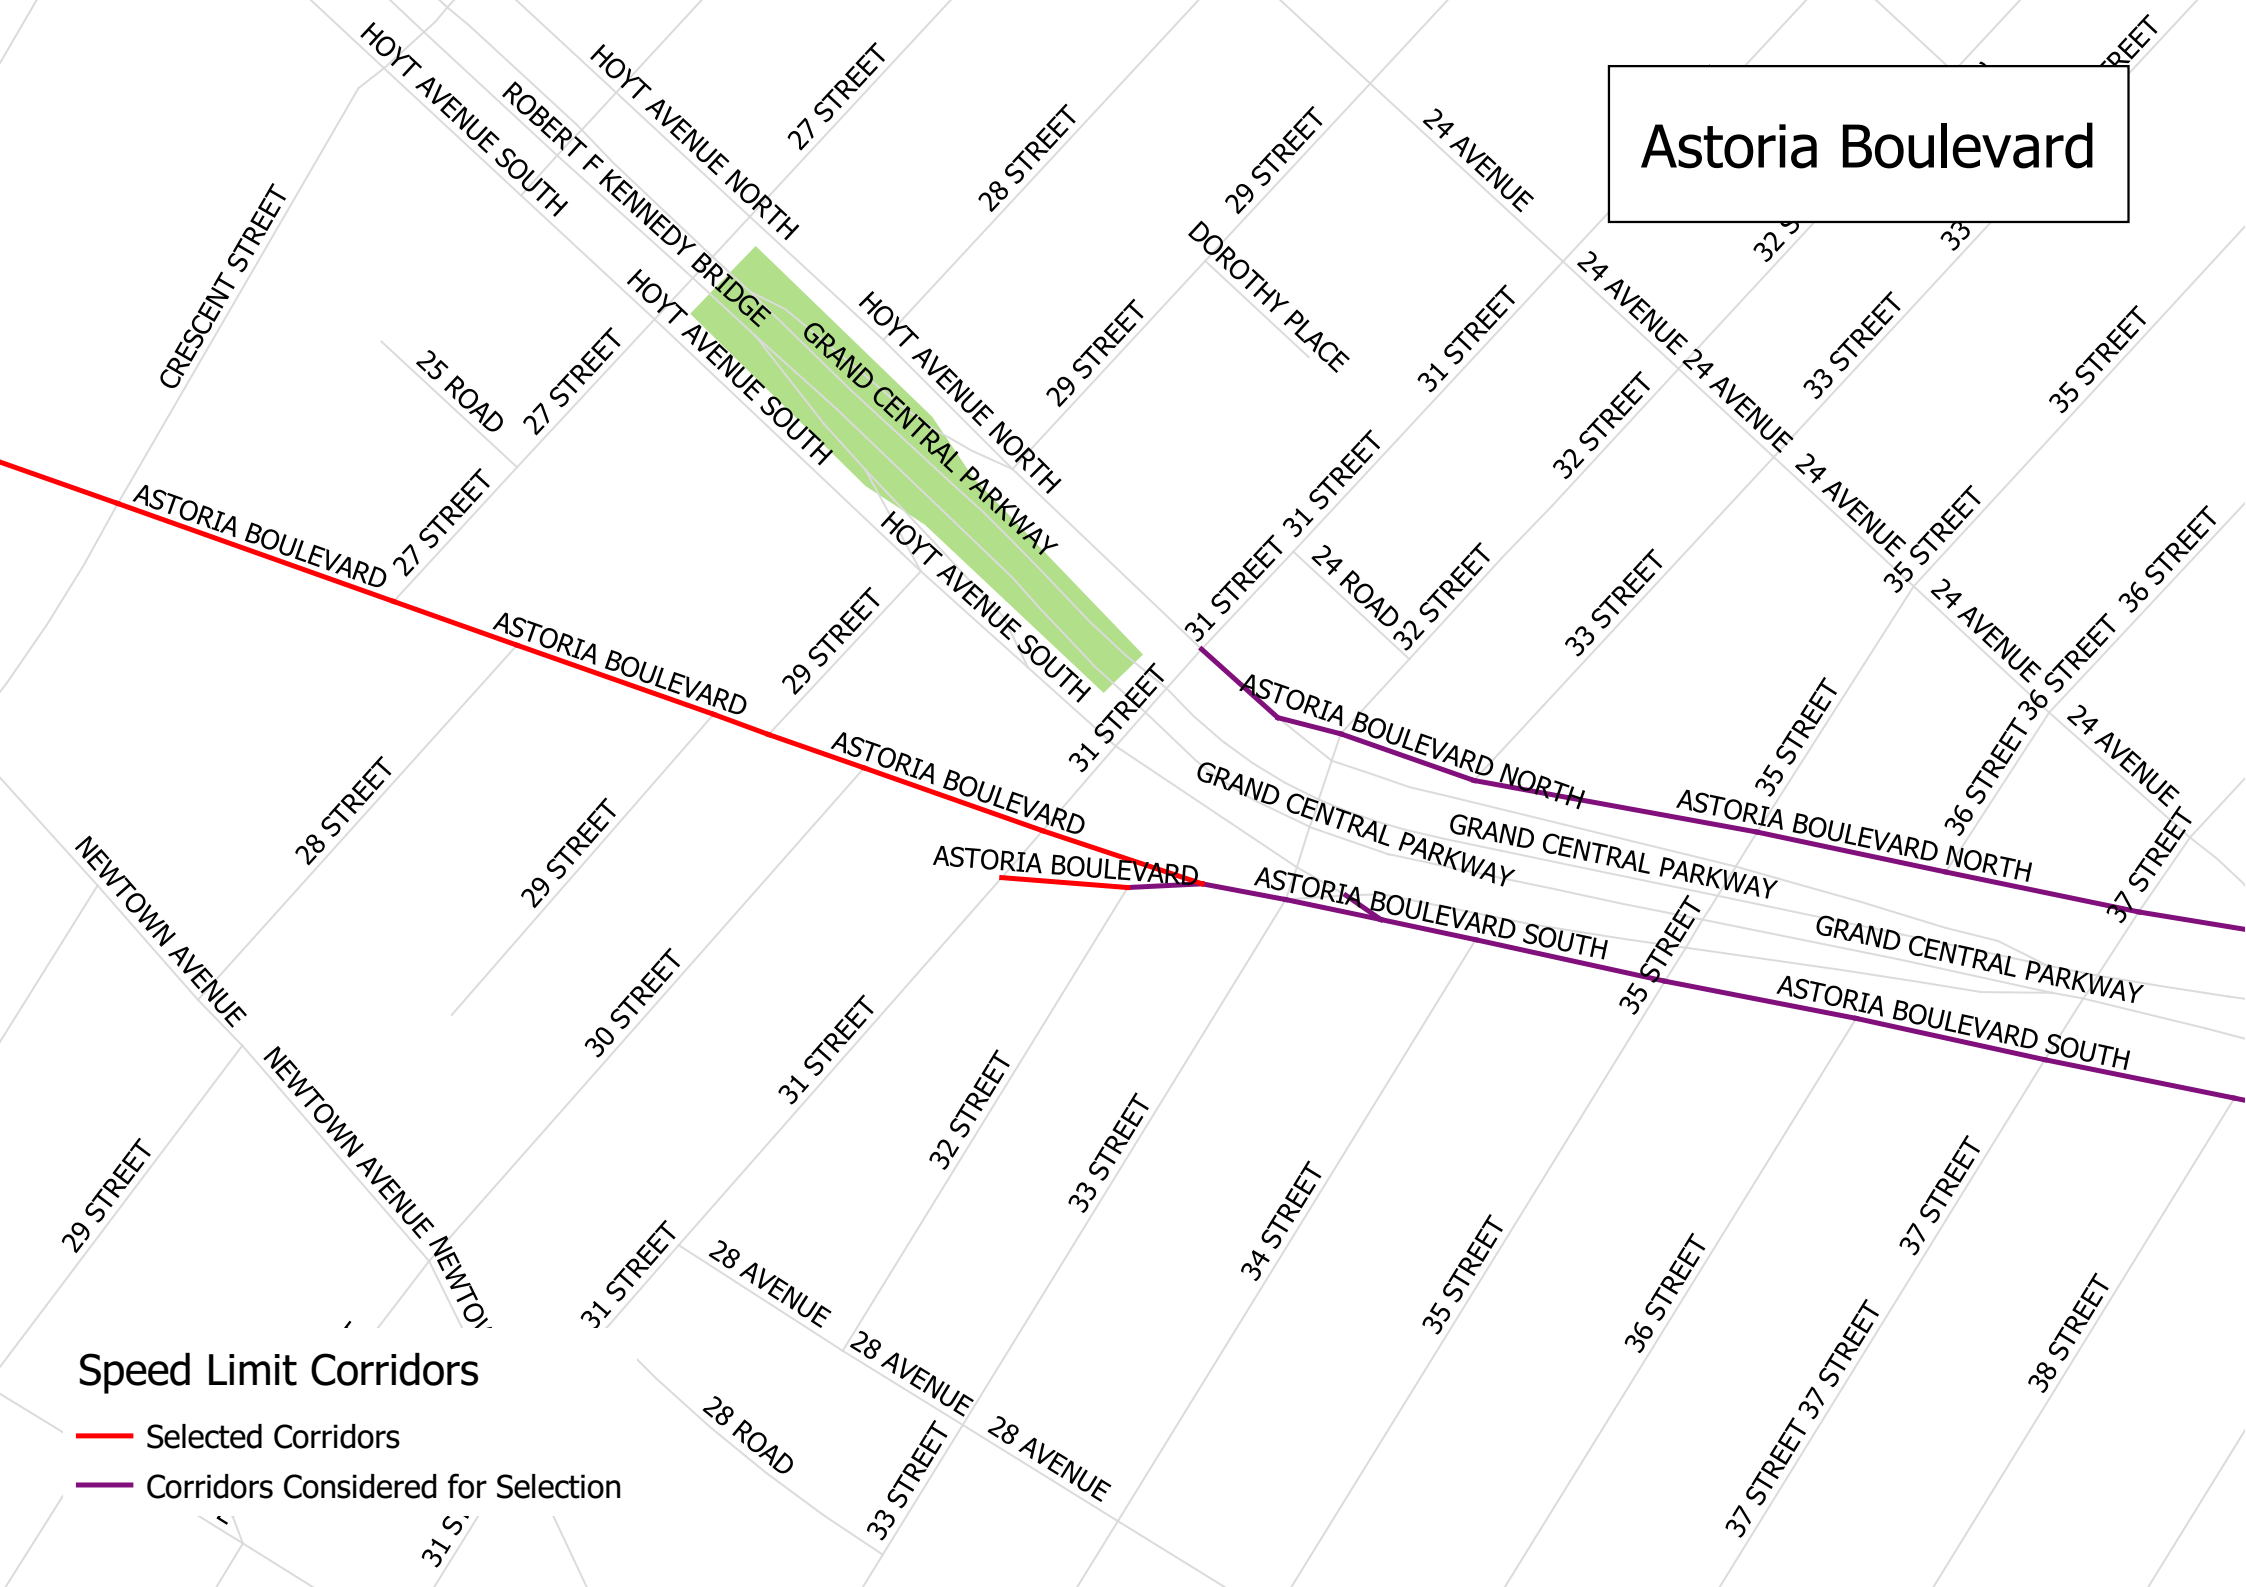 Astoria Boulevard
HOYT AVENUE SOUTH
ROBERT F KENNEDY BRIDGE
HOYT AVENUE NORTH
27 STREET
28 STREET
29 STREET
24 AVENUE
DOROTHY PLACE
CRESCENT STREET
HOYT AVENUE SOUTH
GRAND CENTRAL PARKWAY
HOYT AVENUE NORTH
29 STREET
31 STREET
24 AVENUE
24 AVENUE
33 STREET
35 STREET
25 ROAD
27 STREET
32 STREET
31 STREET
24 AVENUE
ASTORIA BOULEVARD
27 STREET
HOYT AVENUE SOUTH
31 STREET
24 ROAD
32 STREET
33 STREET
35 STREET
36 STREET
24 AVENUE
36 STREET
ASTORIA BOULEVARD
29 STREET
31 STREET
ASTORIA BOULEVARD NORTH
35 STREET
36 STREET
24 AVENUE
28 STREET
29 STREET
ASTORIA BOULEVARD
GRAND CENTRAL PARKWAY
GRAND CENTRAL PARKWAY
ASTORIA BOULEVARD NORTH
37 STREET
ASTORIA BOULEVARD
ASTORIA BOULEVARD SOUTH
35 STREET
GRAND CENTRAL PARKWAY
ASTORIA BOULEVARD SOUTH
NEWTOWN AVENUE
30 STREET
31 STREET
32 STREET
33 STREET
34 STREET
35 STREET
36 STREET
37 STREET
38 STREET
29 STREET
NEWTOWN AVENUE
31 STREET
28 AVENUE
28 AVENUE
28 AVENUE
28 ROAD
33 STREET
37 STREET
37 STREET
Speed Limit Corridors
Selected Corridors
Corridors Considered for Selection